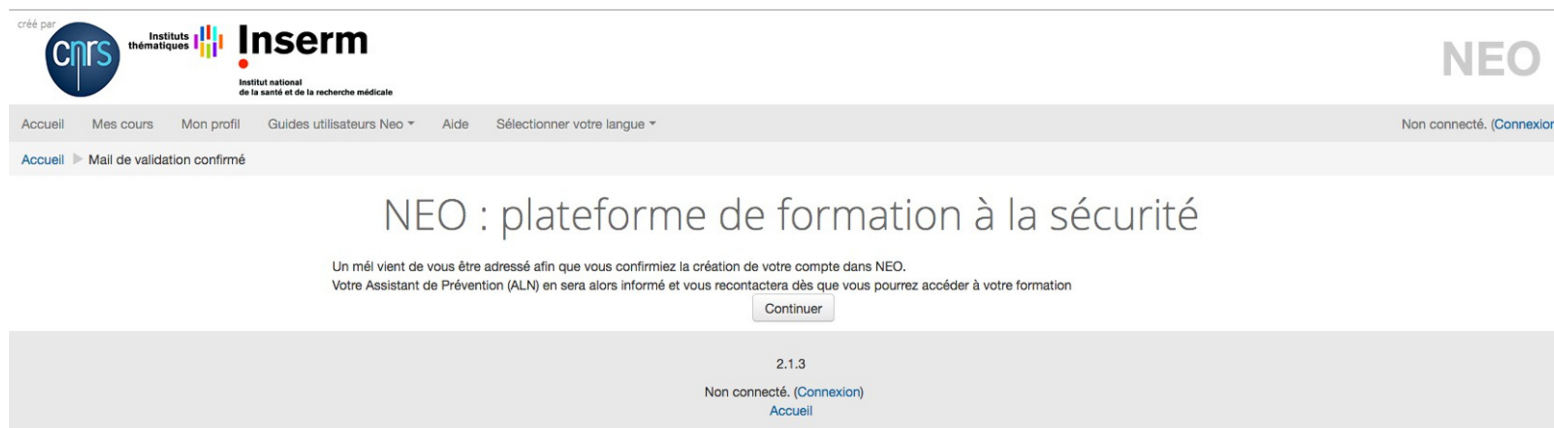 créé par
cnrs
Instituts
thématiques
Inserm
Institut national
de la santé et de la recherche médicale
NEO
Accueil Mes cours Mon profil Guides utilisateurs Neo Aide Sélectionner votre langue Non connecté. (Connexion
Accueil Mail de validation confirmé
NEO : plateforme de formation à la sécurité
Un mél vient de vous être adressé afin que vous confirmiez la création de votre compte dans NEO.
Votre Assistant de Prévention (ALN) en sera alors informé et vous recontactera dès que vous pourrez accéder à votre formation
Continuer
2.1.3
Non connecté. (Connexion)
Accueil